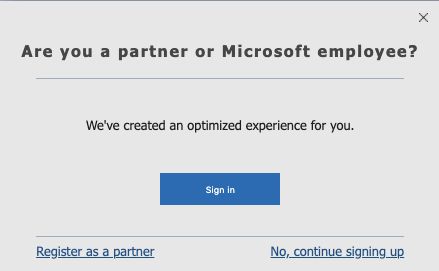 Are you a partner or Microsoft employee?
We've created an optimized experience for you.
Sign in
Register as a partner
No, continue signing up